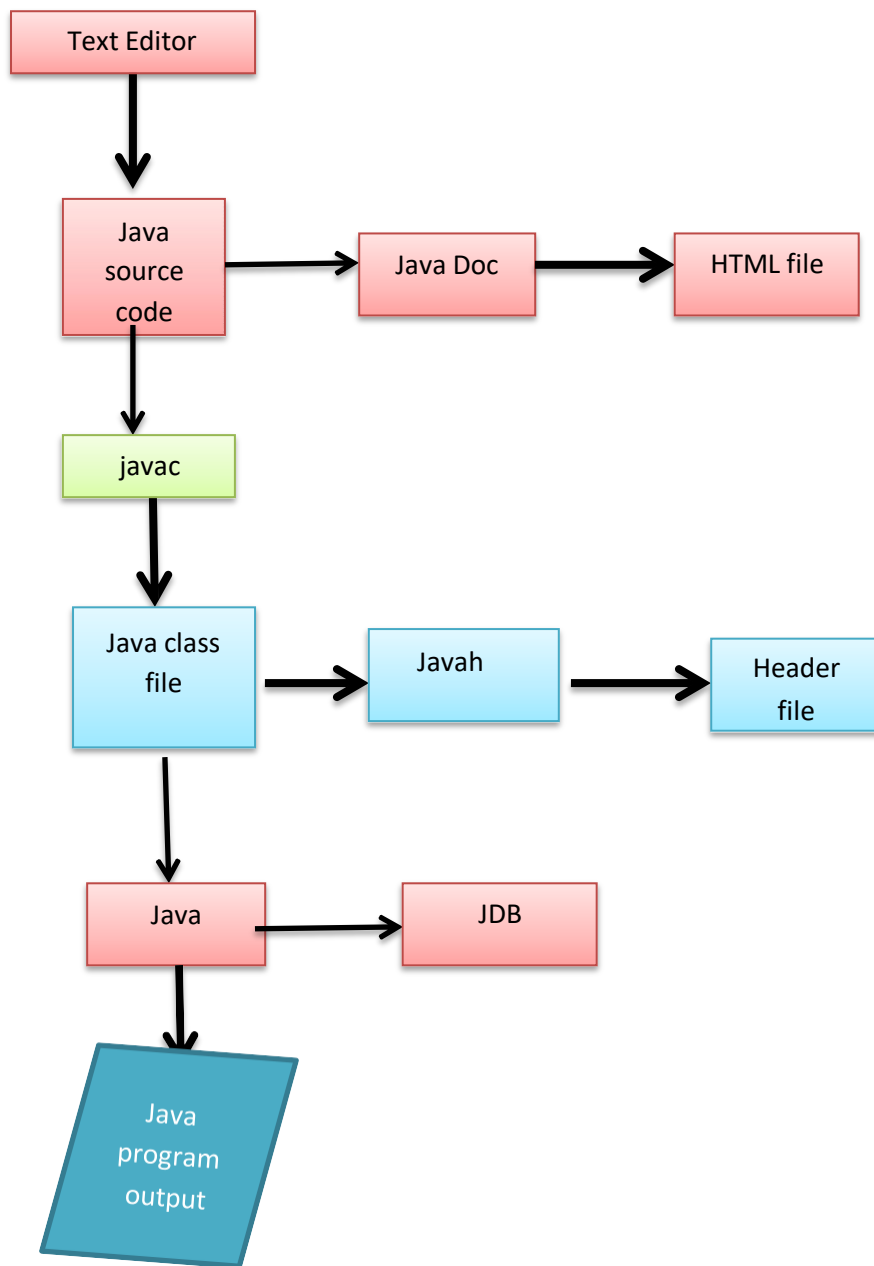 Text Editor
Java
source
code
Java Doc
HTML file
javac
Java class
file
Javah
Header
file
Java
JDB
Java
program
output